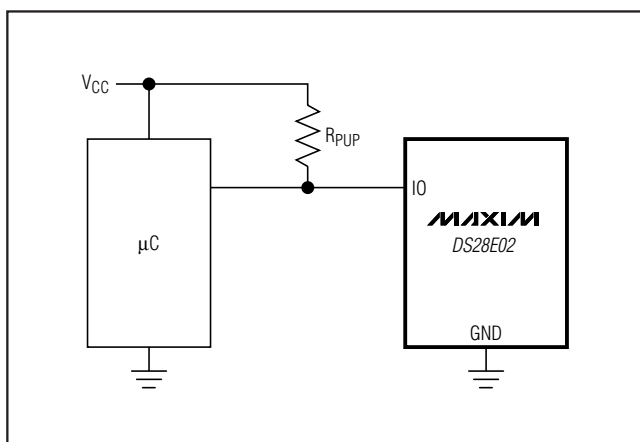 VCC
RPUP
IO
MAXIM
µC
DS28E02
GND